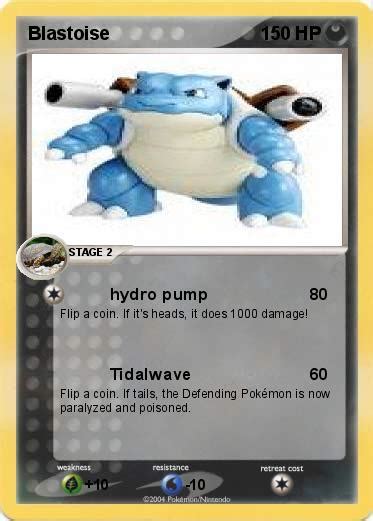 Blastoise 150 HP
STAGE 2
hydro pump 80
Flip a coin. If it's heads, it does 1000 damage!
Tidalwave 60
Flip a coin. If tails, the Defending Pokémon is now
paralyzed and poisoned.
weakness resistance retreat cost
+10 -10
©2004 Pokémon/Nintendo